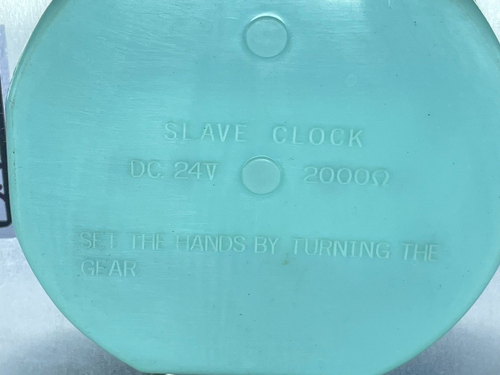 SLAVE CLOCK
DC. 24V 2000Ω
SET THE HANDS BY TURNING THE
GEAR